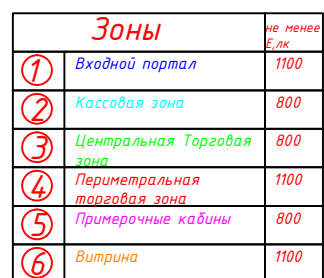 Зоны
не менее
Е,лк
1 Входной портал 1100
2 Кассовая зона 800
3 Центральная Торговая 800
зона
4 Периметральная 1100
торговая зона
5 Примерочные кабины 800
6 Витрина 1100